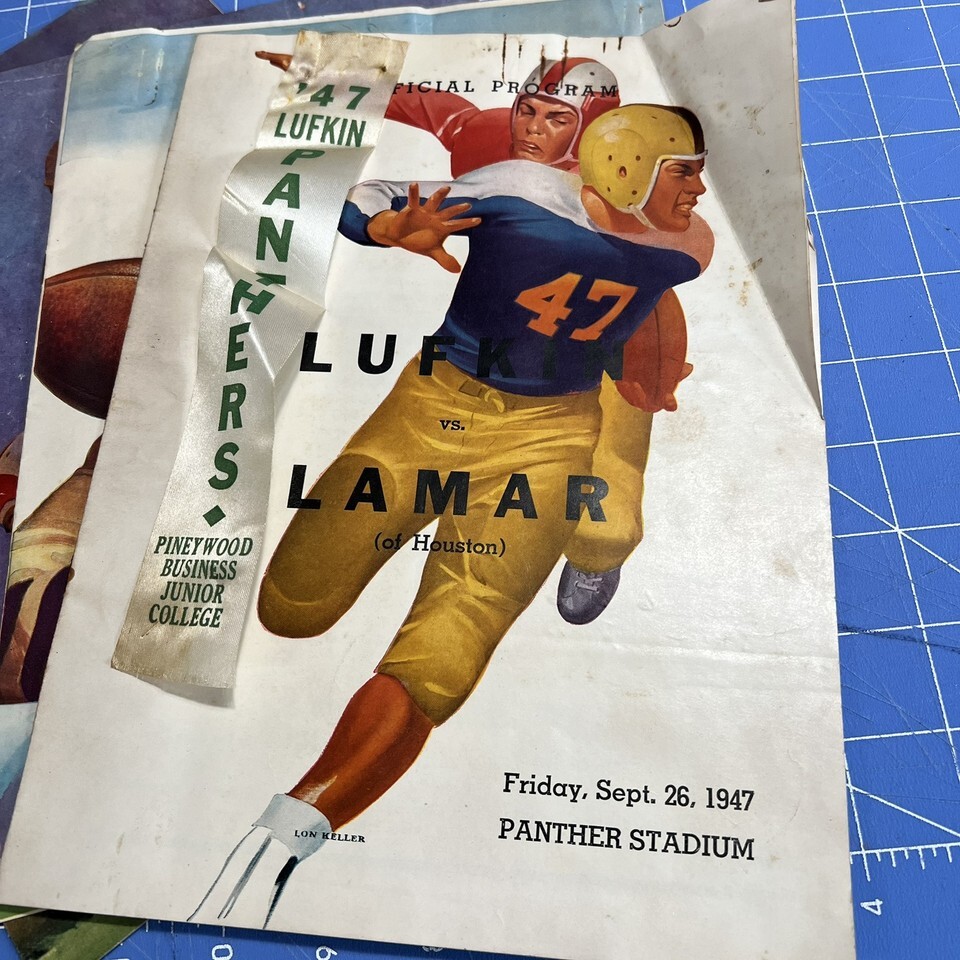 '47
LUFKIN
PANTHERS
PINEYWOOD
BUSINESS
JUNIOR
COLLEGE
FICIAL PROGRAM
47
LUFKIN
vs.
LAMAR
(of Houston)
Friday, Sept. 26, 1947
PANTHER STADIUM
LON KELLER
4